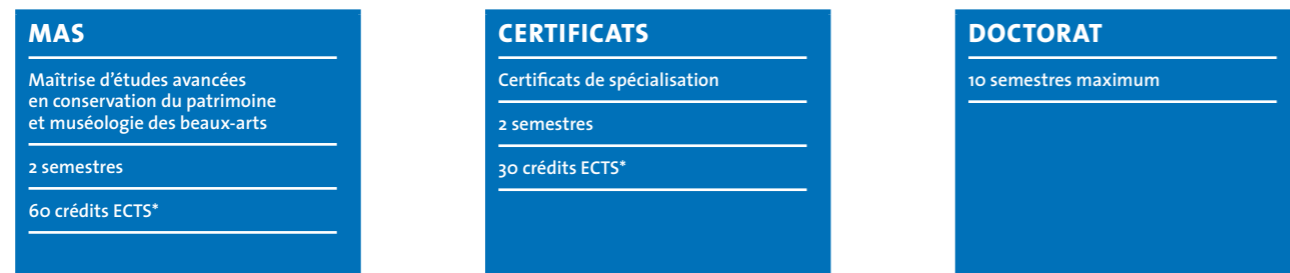 MAS
Maîtrise d’études avancées
en conservation du patrimoine
et muséologie des beaux-arts
2 semestres
60 crédits ECTS*
CERTIFICATS
Certificats de spécialisation
2 semestres
30 crédits ECTS*
DOCTORAT
10 semestres maximum